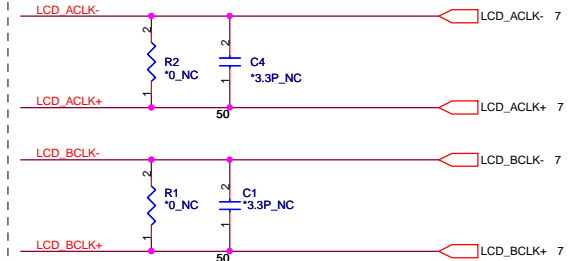 LCD_ACLK- LCD_ACLK- 7
2 2
R2 C4
*0_NC *3.3P_NC
1 1
LCD_ACLK+ LCD_ACLK+ 7
50
LCD_BCLK- LCD_BCLK- 7
2 2
R1 C1
*0_NC *3.3P_NC
1 1
LCD_BCLK+ LCD_BCLK+ 7
50